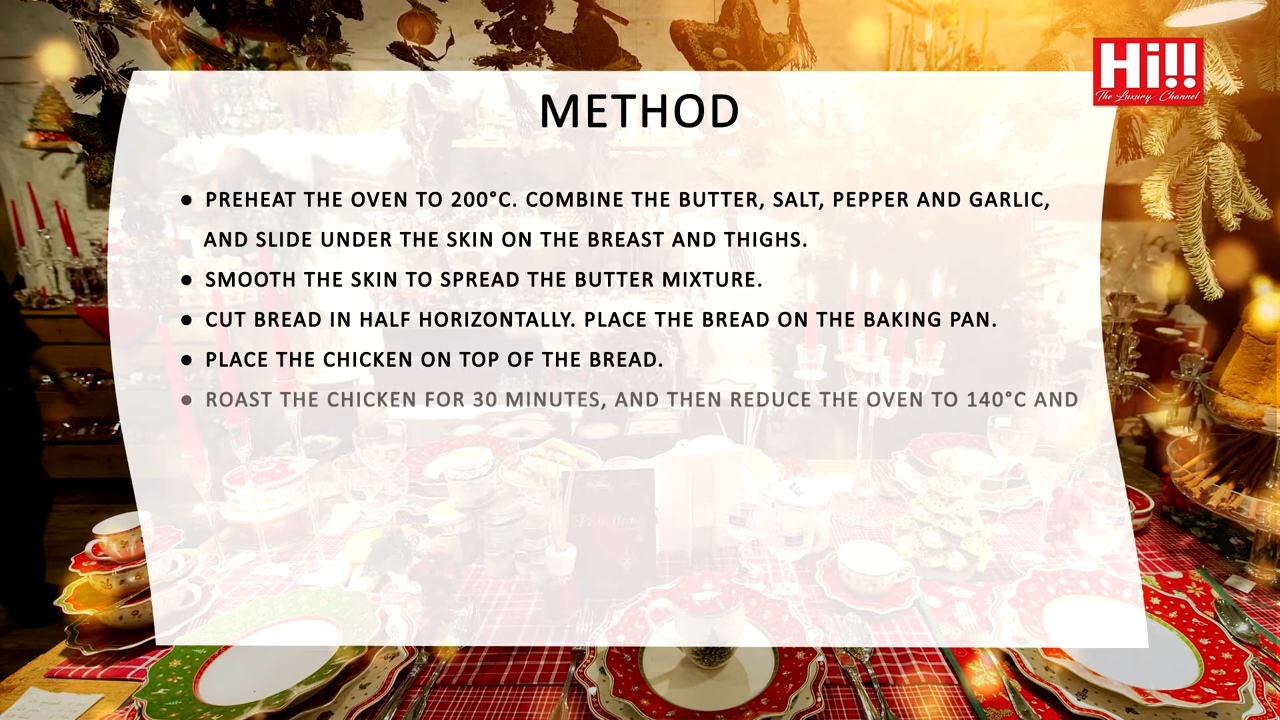 Hi!!
The Luxury Channel
METHOD
• PREHEAT THE OVEN TO 200°C. COMBINE THE BUTTER, SALT, PEPPER AND GARLIC,
AND SLIDE UNDER THE SKIN ON THE BREAST AND THIGHS.
• SMOOTH THE SKIN TO SPREAD THE BUTTER MIXTURE.
• CUT BREAD IN HALF HORIZONTALLY. PLACE THE BREAD ON THE BAKING PAN.
• PLACE THE CHICKEN ON TOP OF THE BREAD.
• ROAST THE CHICKEN FOR 30 MINUTES, AND THEN REDUCE THE OVEN TO 140°C AND